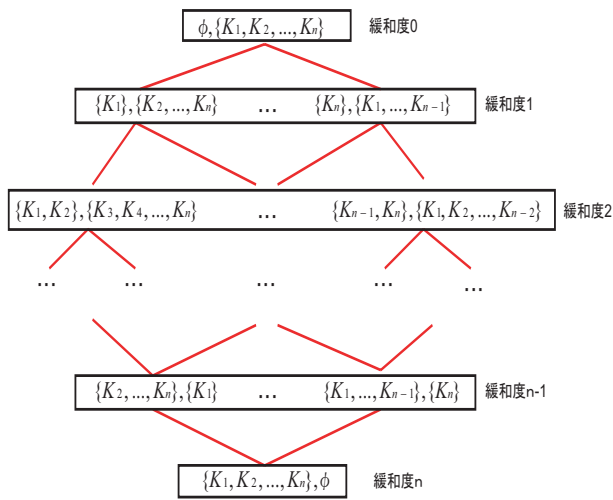 ϕ,{K₁,K₂,...,Kₙ} 緩和度0
{K₁},{K₂,...,Kₙ} ... {Kₙ},{K₁,...,Kₙ₋₁} 緩和度1
{K₁,K₂},{K₃,K₄,...,Kₙ} ... {Kₙ₋₁,Kₙ},{K₁,K₂,...,Kₙ₋₂} 緩和度2
... ... ... ... ...
{K₂,...,Kₙ},{K₁} ... {K₁,...,Kₙ₋₁},{Kₙ} 緩和度n-1
{K₁,K₂,...,Kₙ},ϕ 緩和度n